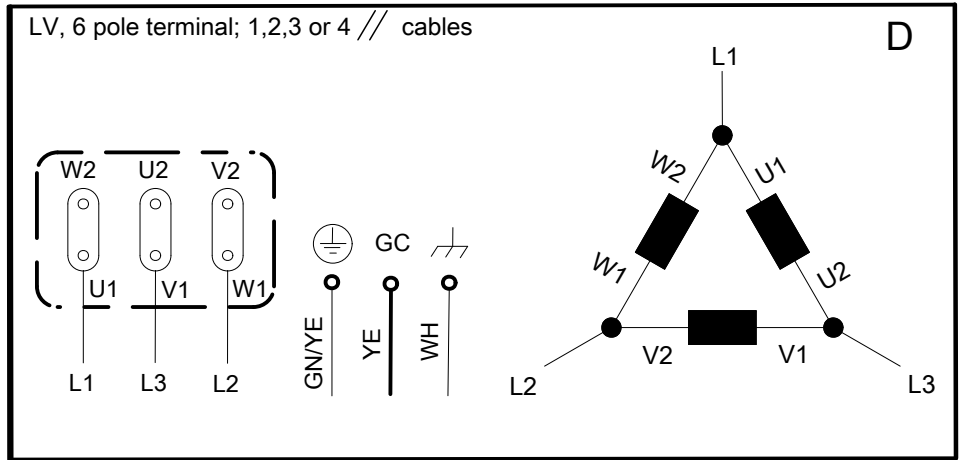 LV, 6 pole terminal; 1,2,3 or 4 // cables
D
W2 U2 V2
U1 V1 W1
L1 L3 L2
GC
GN/YE
YE
WH
L1
W2 U1
W1 U2
V2 V1
L2 L3